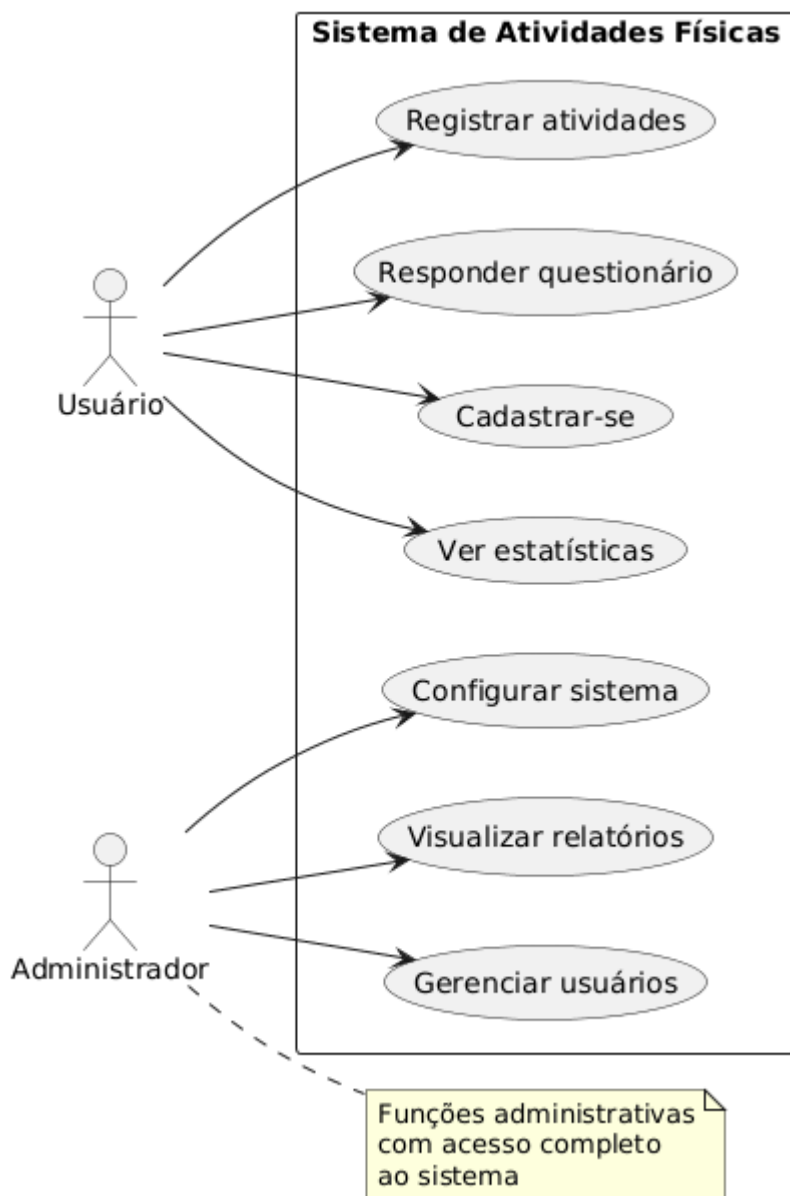 Sistema de Atividades Físicas
Registrar atividades
Responder questionário
Usuário
Cadastrar-se
Ver estatísticas
Configurar sistema
Visualizar relatórios
Administrador
Gerenciar usuários
Funções administrativas
com acesso completo
ao sistema